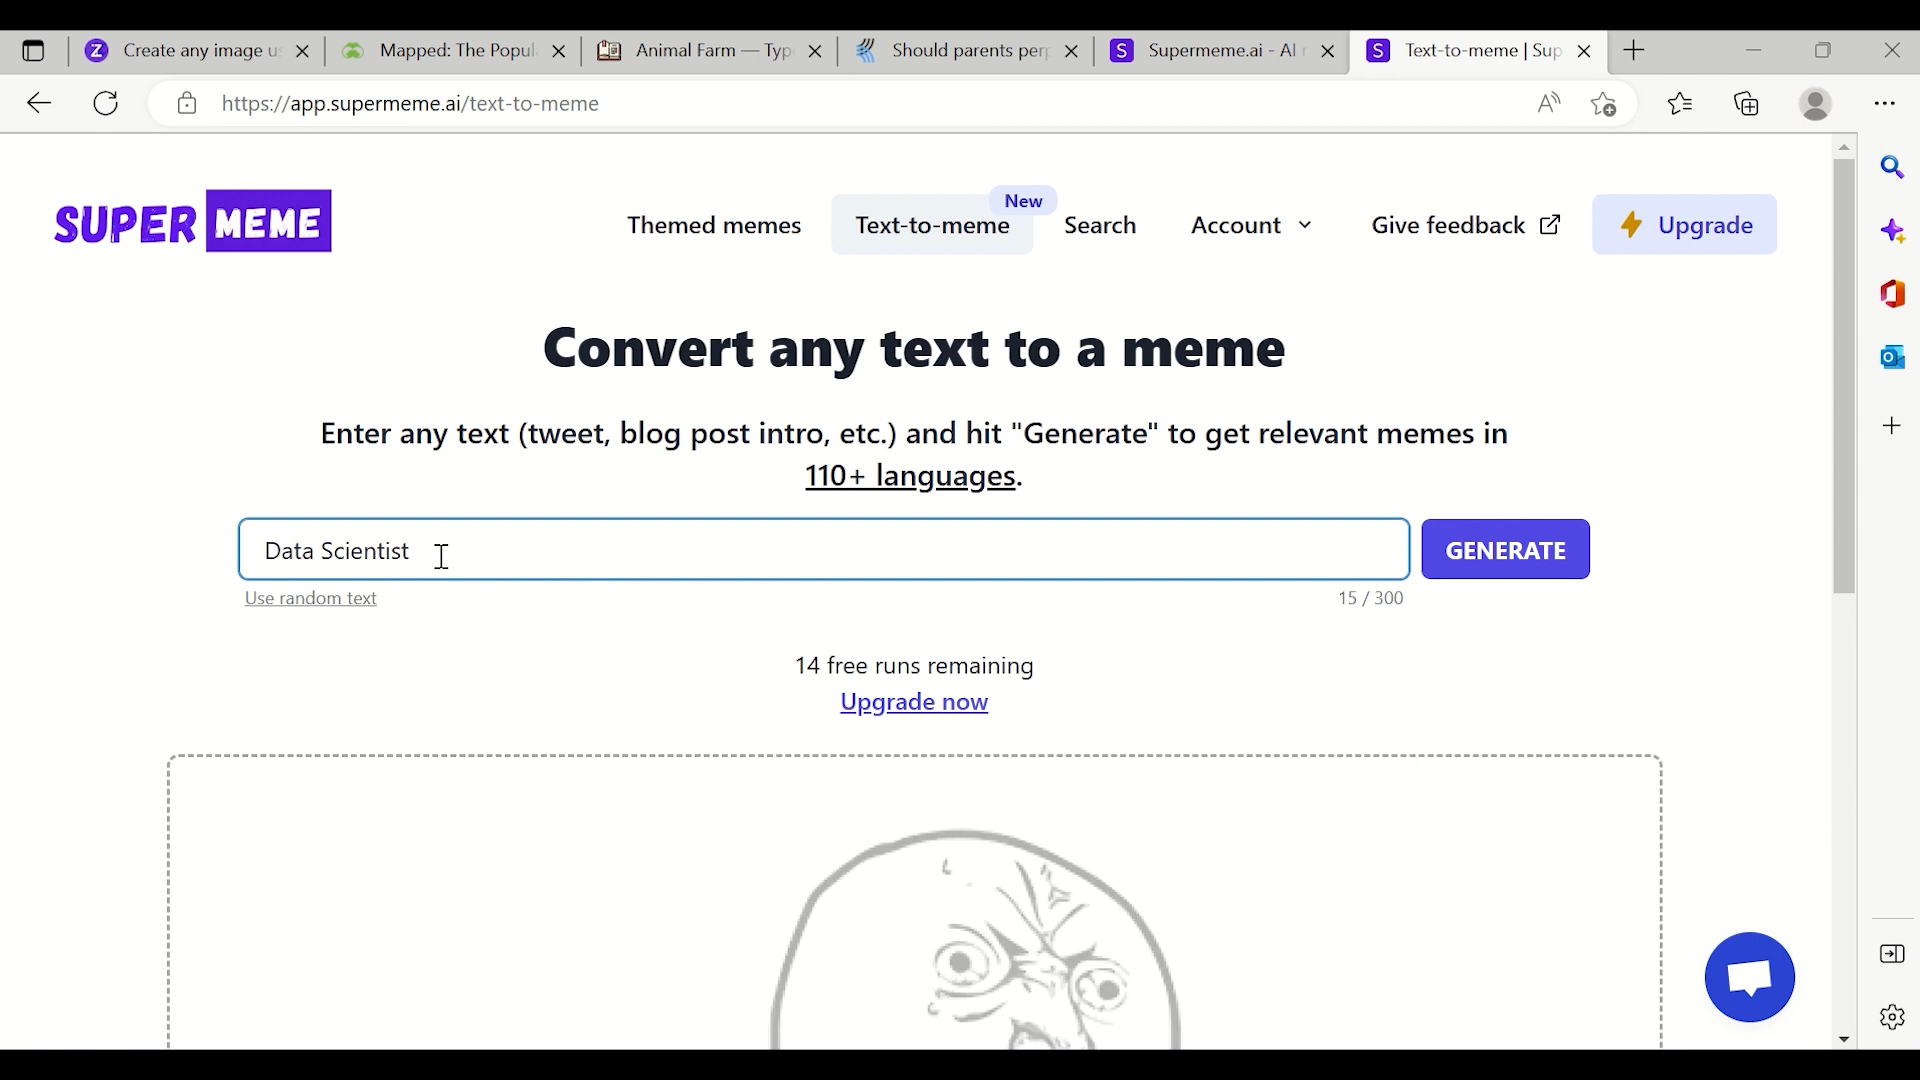 Create any image u
Mapped: The Popul
Animal Farm — Typ
Should parents per
Supermeme.ai - AI
Text-to-meme | Sup
https://app.supermeme.ai/text-to-meme
SUPER MEME
Themed memes
Text-to-meme
New
Search
Account
Give feedback
Upgrade
Convert any text to a meme
Enter any text (tweet, blog post intro, etc.) and hit "Generate" to get relevant memes in
110+ languages.
Data Scientist
GENERATE
Use random text
15 / 300
14 free runs remaining
Upgrade now